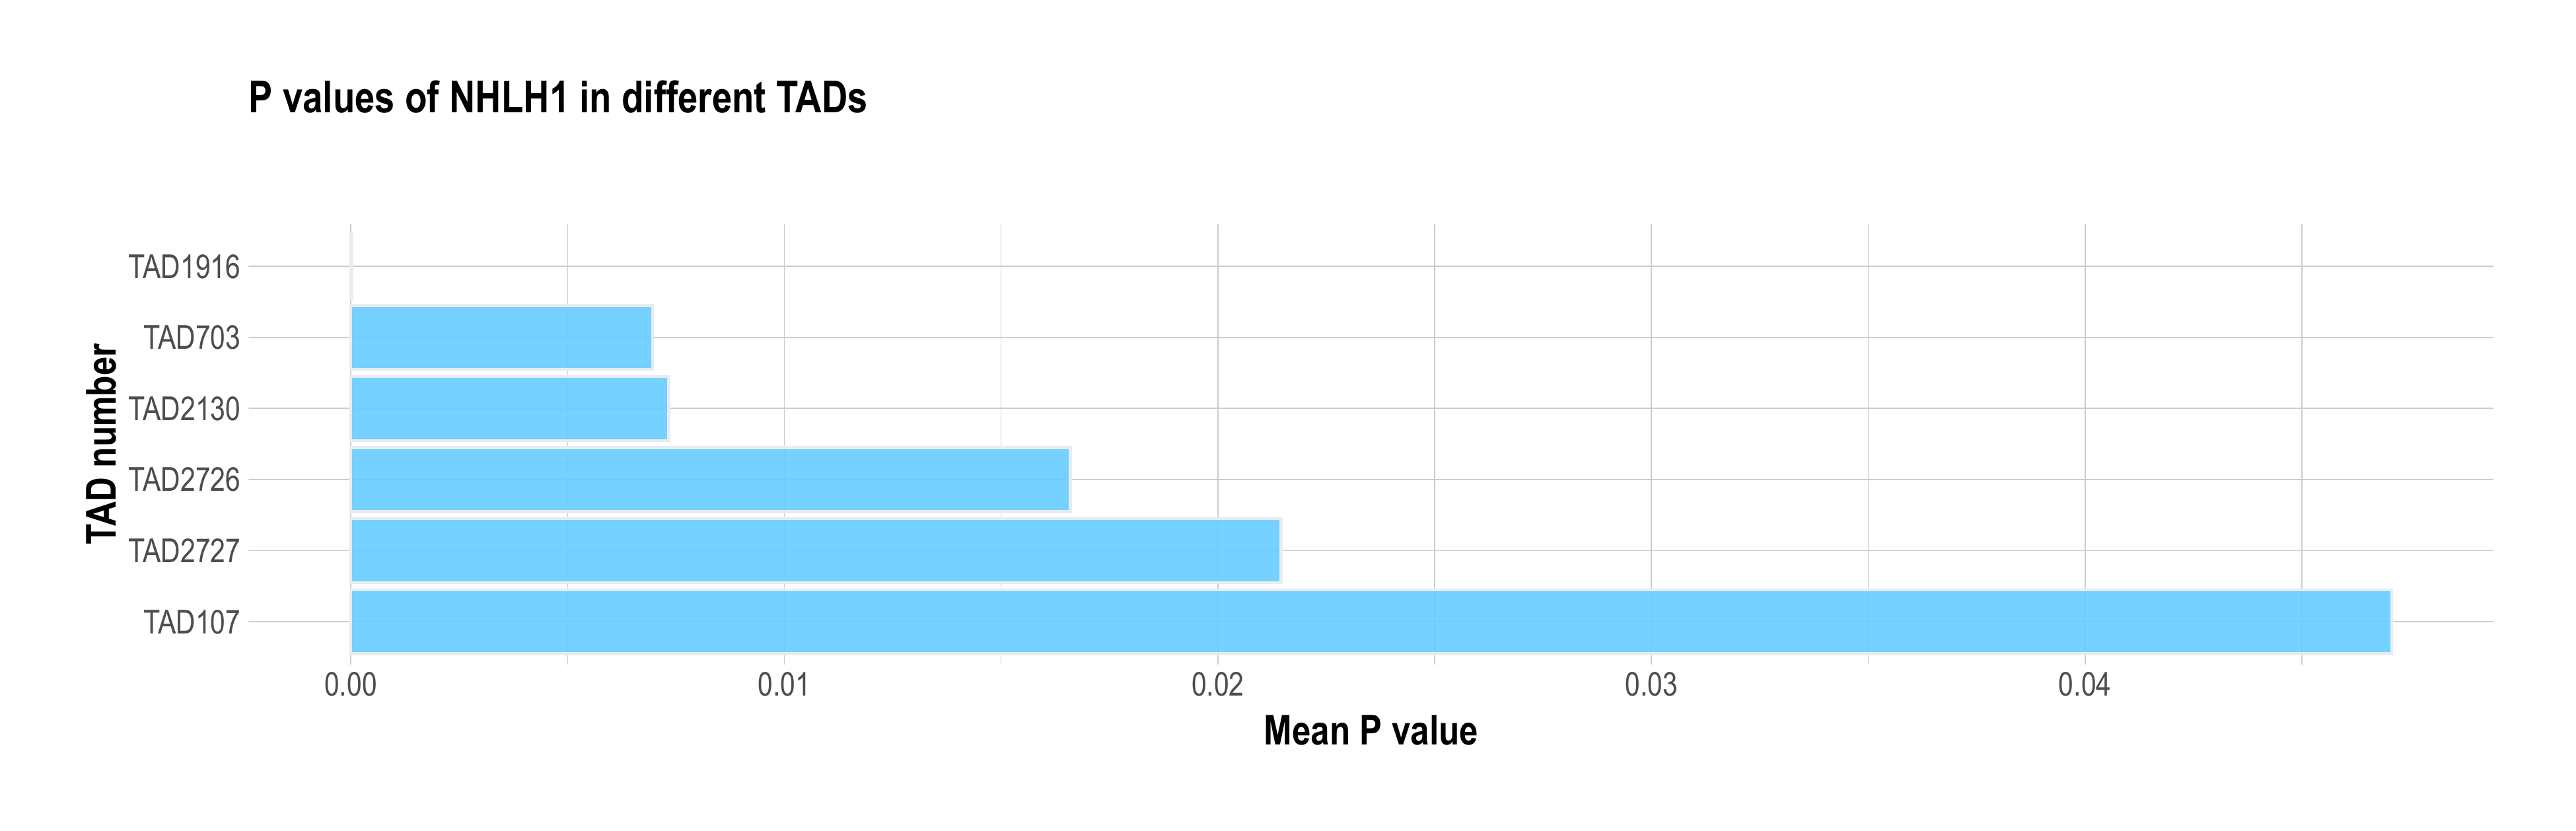 P values of NHLH1 in different TADs
TAD number
TAD1916
TAD703
TAD2130
TAD2726
TAD2727
TAD107
0.00 0.01 0.02 0.03 0.04
Mean P value